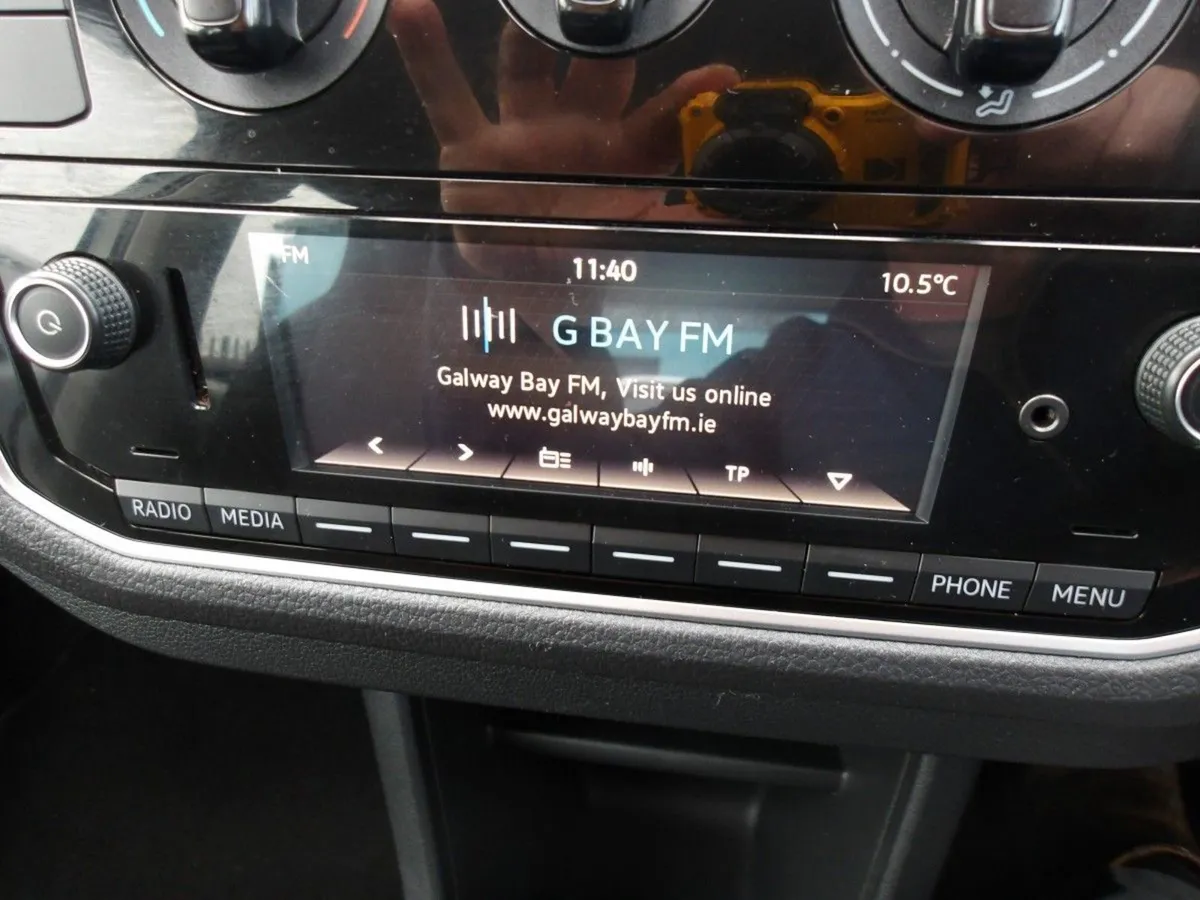 FM
11:40
10.5°C
G BAY FM
Galway Bay FM, Visit us online
www.galwaybayfm.ie
TP
RADIO
MEDIA
PHONE
MENU